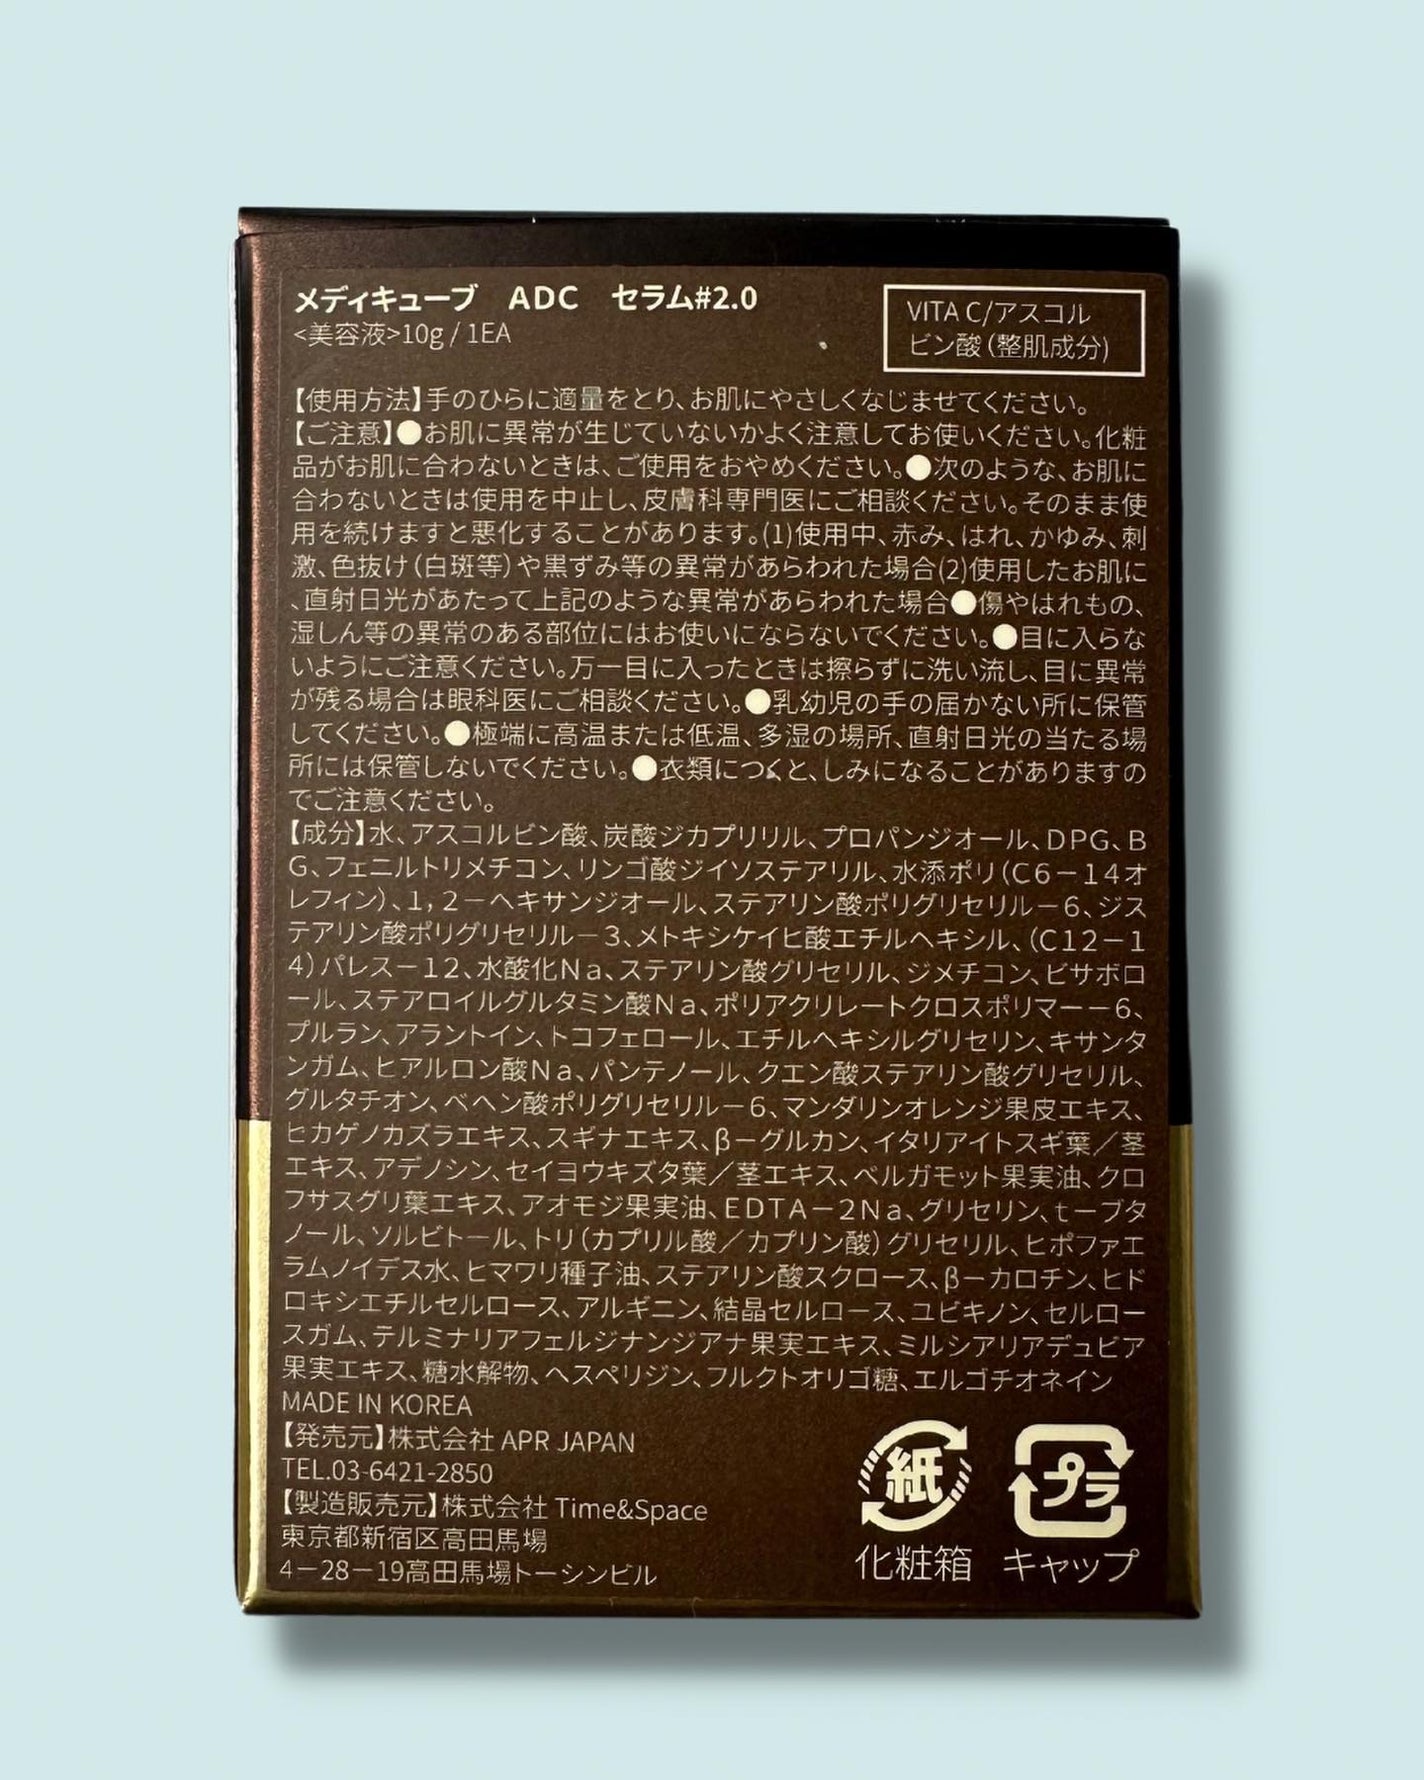 メディキューブ　ADC　セラム#2.0
<美容液>10g / 1EA
VITA C/アスコル
ビン酸（整肌成分）
【使用方法】手のひらに適量をとり、お肌にやさしくなじませてください。
【ご注意】●お肌に異常が生じていないかよく注意してお使いください。化粧
品がお肌に合わないときは、ご使用をおやめください。●次のような、お肌に
合わないときは使用を中止し、皮膚科専門医にご相談ください。そのまま使
用を続けますと悪化することがあります。(1)使用中、赤み、はれ、かゆみ、刺
激、色抜け（白斑等）や黒ずみ等の異常があらわれた場合(2)使用したお肌に
、直射日光があたって上記のような異常があらわれた場合●傷やはれもの、
湿しん等の異常のある部位にはお使いにならないでください。●目に入らな
いようにご注意ください。万一目に入ったときは擦らずに洗い流し、目に異常
が残る場合は眼科医にご相談ください。●乳幼児の手の届かない所に保管
してください。●極端に高温または低温、多湿の場所、直射日光の当たる場
所には保管しないでください。●衣類につくと、しみになることがありますの
でご注意ください。
【成分】水、アスコルビン酸、炭酸ジカプリリル、プロパンジオール、ＤＰＧ、Ｂ
Ｇ、フェニルトリメチコン、リンゴ酸ジイソステアリル、水添ポリ（Ｃ６－１４オ
レフィン）、１，２－ヘキサンジオール、ステアリン酸ポリグリセリル－６、ジス
テアリン酸ポリグリセリル－３、メトキシケイヒ酸エチルヘキシル、（Ｃ１２－１
４）パレス－１２、水酸化Ｎａ、ステアリン酸グリセリル、ジメチコン、ビサボロ
ール、ステアロイルグルタミン酸Ｎａ、ポリアクリレートクロスポリマー－６、
プルラン、アラントイン、トコフェロール、エチルヘキシルグリセリン、キサンタ
ンガム、ヒアルロン酸Ｎａ、パンテノール、クエン酸ステアリン酸グリセリル、
グルタチオン、ベヘン酸ポリグリセリル－６、マンダリンオレンジ果皮エキス、
ヒカゲノカズラエキス、スギナエキス、β－グルカン、イタリアイトスギ葉／茎
エキス、アデノシン、セイヨウキズタ葉／茎エキス、ベルガモット果実油、クロ
フサスグリ葉エキス、アオモジ果実油、ＥＤＴＡ－２Ｎａ、グリセリン、ｔ－ブタ
ノール、ソルビトール、トリ（カプリル酸／カプリン酸）グリセリル、ヒポファエ
ラムノイデス水、ヒマワリ種子油、ステアリン酸スクロース、β－カロチン、ヒド
ロキシエチルセルロース、アルギニン、結晶セルロース、ユビキノン、セルロー
スガム、テルミナリアフェルジナンジアナ果実エキス、ミルシアリアデュビア
果実エキス、糖水解物、ヘスペリジン、フルクトオリゴ糖、エルゴチオネイン
MADE IN KOREA
【発売元】株式会社 APR JAPAN
TEL.03-6421-2850
【製造販売元】株式会社 Time&Space
東京都新宿区高田馬場
４－２８－１９高田馬場トーシンビル
紙
化粧箱
プラ
キャップ